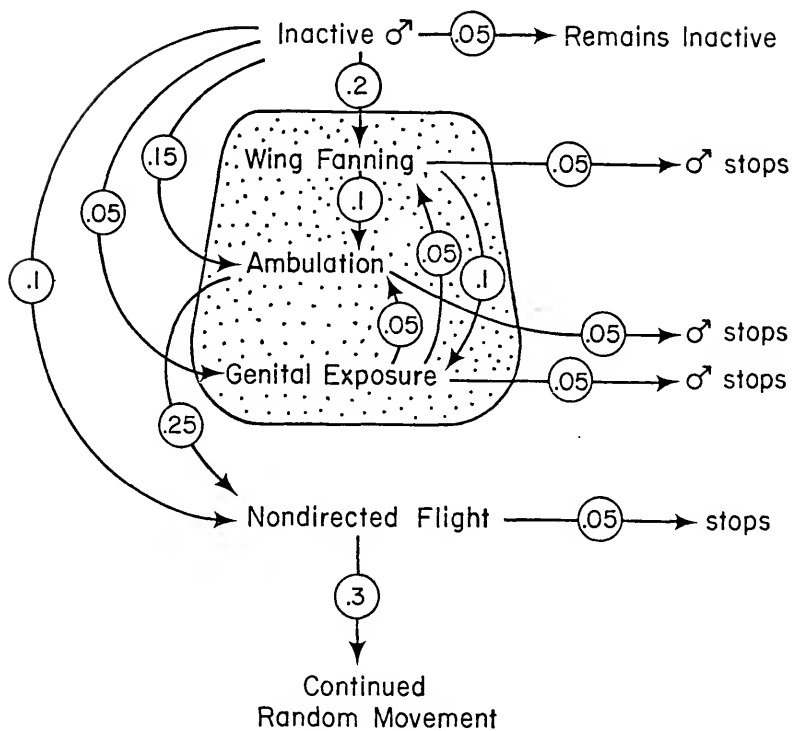 Inactive ♂ .05 Remains Inactive
.2
.15
Wing Fanning .05 ♂ stops
.1
.05
.05
Ambulation
.1
.1
.05
.05 ♂ stops
Genital Exposure .05 ♂ stops
.25
Nondirected Flight .05 stops
.3
Continued
Random Movement